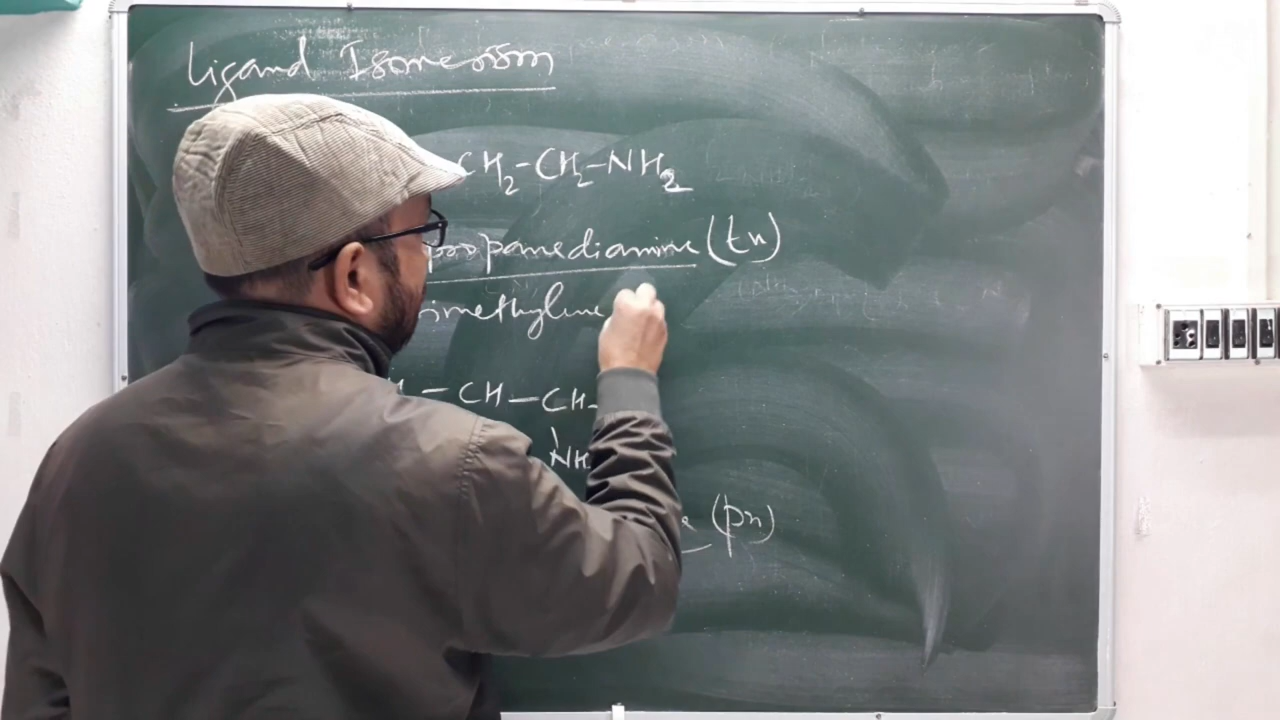 Ligand Isomerism
CH₂-CH₂-NH₂
propanediamine (tn)
imethylene
– CH – CH-
NH
(pn)